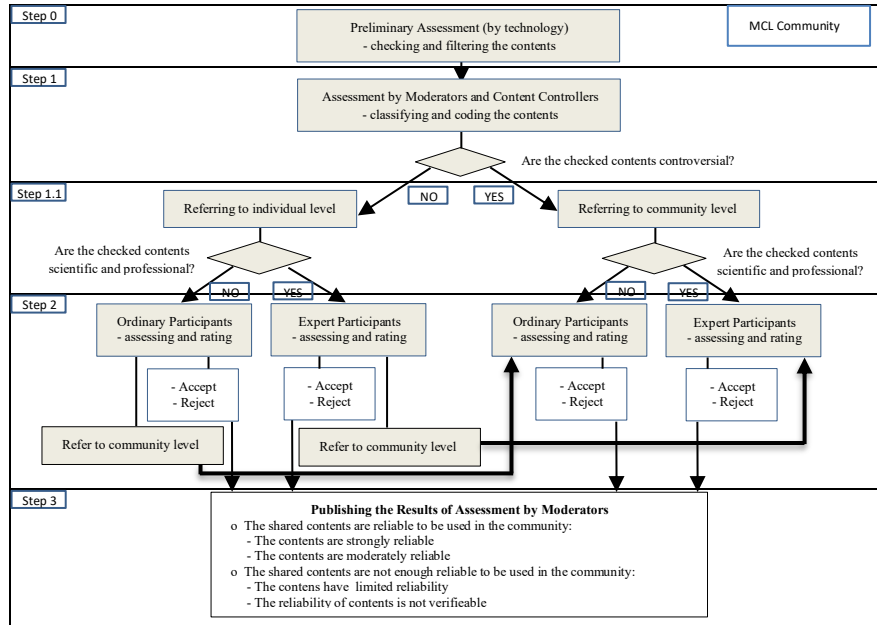 Step 0
Preliminary Assessment (by technology)
- checking and filtering the contents
MCL Community
Step 1
Assessment by Moderators and Content Controllers
- classifying and coding the contents
Are the checked contents controversial?
NO
YES
Step 1.1
Referring to individual level
Referring to community level
Are the checked contents
scientific and professional?
Are the checked contents
scientific and professional?
NO
YES
NO
YES
Step 2
Ordinary Participants
- assessing and rating
Expert Participants
- assessing and rating
Ordinary Participants
- assessing and rating
Expert Participants
- assessing and rating
- Accept
- Reject
- Accept
- Reject
- Accept
- Reject
- Accept
- Reject
Refer to community level
Refer to community level
Step 3
Publishing the Results of Assessment by Moderators
o The shared contents are reliable to be used in the community:
- The contents are strongly reliable
- The contents are moderately reliable
o The shared contents are not enough reliable to be used in the community:
- The contens have limited reliability
- The reliability of contents is not verifieable